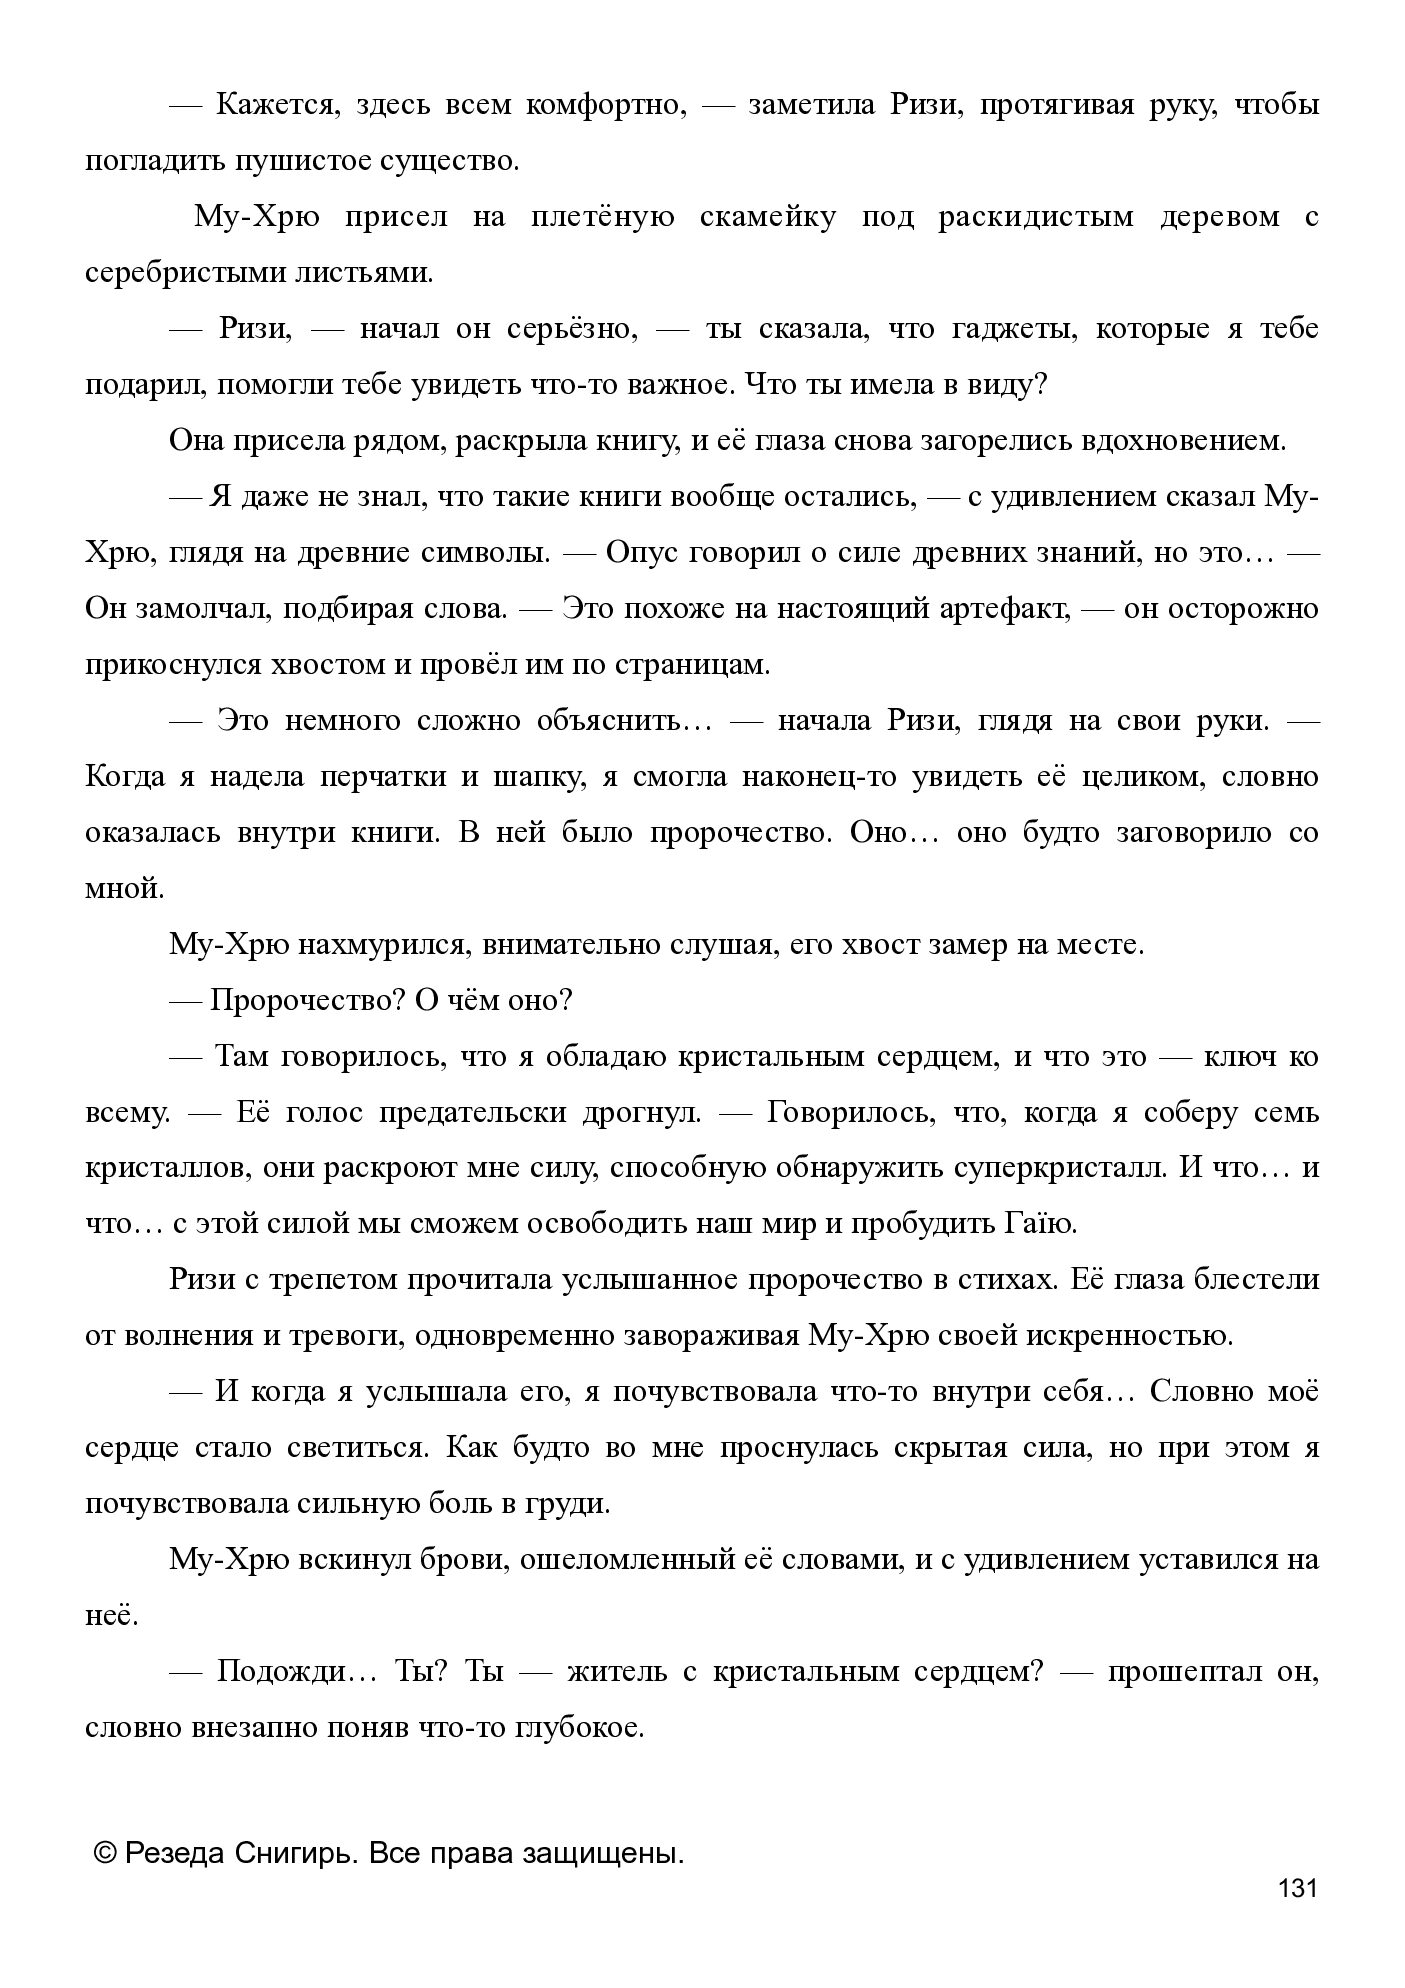 — Кажется, здесь всем комфортно, — заметила Ризи, протягивая руку, чтобы
погладить пушистое существо.
Му-Хрю присел на плетёную скамейку под раскидистым деревом с
серебристыми листьями.
— Ризи, — начал он серьёзно, — ты сказала, что гаджеты, которые я тебе
подарил, помогли тебе увидеть что-то важное. Что ты имела в виду?
Она присела рядом, раскрыла книгу, и её глаза снова загорелись вдохновением.
— Я даже не знал, что такие книги вообще остались, — с удивлением сказал Му-
Хрю, глядя на древние символы. — Опус говорил о силе древних знаний, но это… —
Он замолчал, подбирая слова. — Это похоже на настоящий артефакт, — он осторожно
прикоснулся хвостом и провёл им по страницам.
— Это немного сложно объяснить… — начала Ризи, глядя на свои руки. —
Когда я надела перчатки и шапку, я смогла наконец-то увидеть её целиком, словно
оказалась внутри книги. В ней было пророчество. Оно… оно будто заговорило со
мной.
Му-Хрю нахмурился, внимательно слушая, его хвост замер на месте.
— Пророчество? О чём оно?
— Там говорилось, что я обладаю кристальным сердцем, и что это — ключ ко
всему. — Её голос предательски дрогнул. — Говорилось, что, когда я соберу семь
кристаллов, они раскроют мне силу, способную обнаружить суперкристалл. И что… и
что… с этой силой мы сможем освободить наш мир и пробудить Гаїю.
Ризи с трепетом прочитала услышанное пророчество в стихах. Её глаза блестели
от волнения и тревоги, одновременно завораживая Му-Хрю своей искренностью.
— И когда я услышала его, я почувствовала что-то внутри себя… Словно моё
сердце стало светиться. Как будто во мне проснулась скрытая сила, но при этом я
почувствовала сильную боль в груди.
Му-Хрю вскинул брови, ошеломленный её словами, и с удивлением уставился на
неё.
— Подожди… Ты? Ты — житель с кристальным сердцем? — прошептал он,
словно внезапно поняв что-то глубокое.
© Резеда Снигирь. Все права защищены.
131